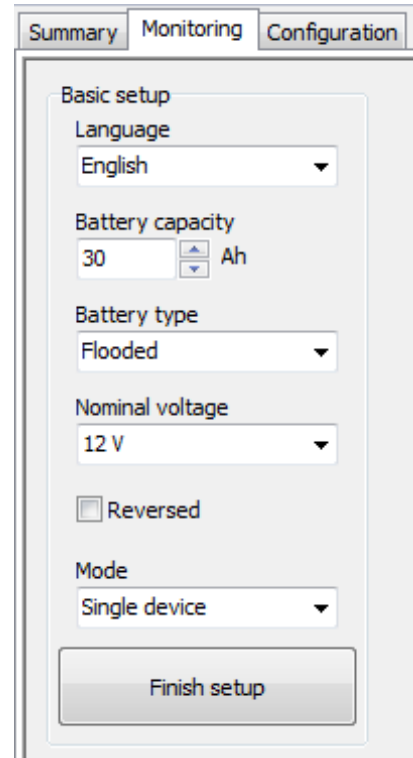 Summary Monitoring Configuration
Basic setup
Language
English
Battery capacity
30 Ah
Battery type
Flooded
Nominal voltage
12 V
Reversed
Mode
Single device
Finish setup